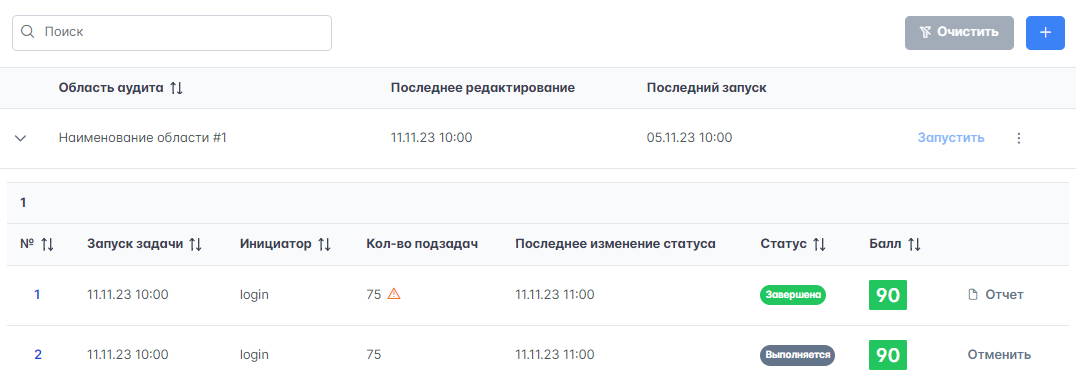 Поиск
Очистить
Область аудита Последнее редактирование Последний запуск
Наименование области #1 11.11.23 10:00 05.11.23 10:00 Запустить
1
№ Запуск задачи Инициатор Кол-во подзадач Последнее изменение статуса Статус Балл
1 11.11.23 10:00 login 75 11.11.23 11:00 Завершена 90 Отчет
2 11.11.23 10:00 login 75 11.11.23 11:00 Выполняется 90 Отменить